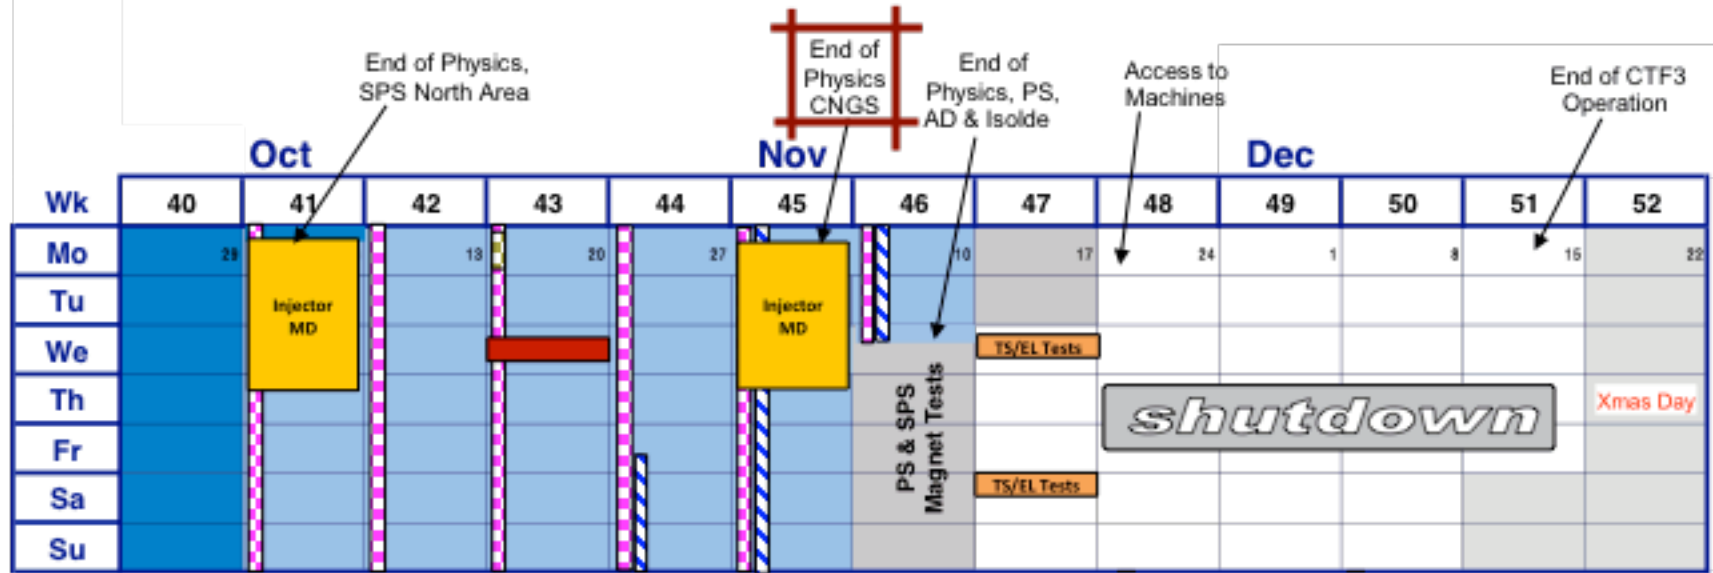 End of Physics,
SPS North Area
End of
Physics
CNGS
End of
Physics, PS,
AD & Isolde
Access to
Machines
End of CTF3
Operation
Oct Nov Dec
Wk 40 41 42 43 44 45 46 47 48 49 50 51 52
Mo 29 13 20 27 10 17 24 1 8 15 22
Tu
We
Th
Fr
Sa
Su
Injector
MD
Injector
MD
PS & SPS
Magnet Tests
TS/EL Tests
TS/EL Tests
shutdown
Xmas Day